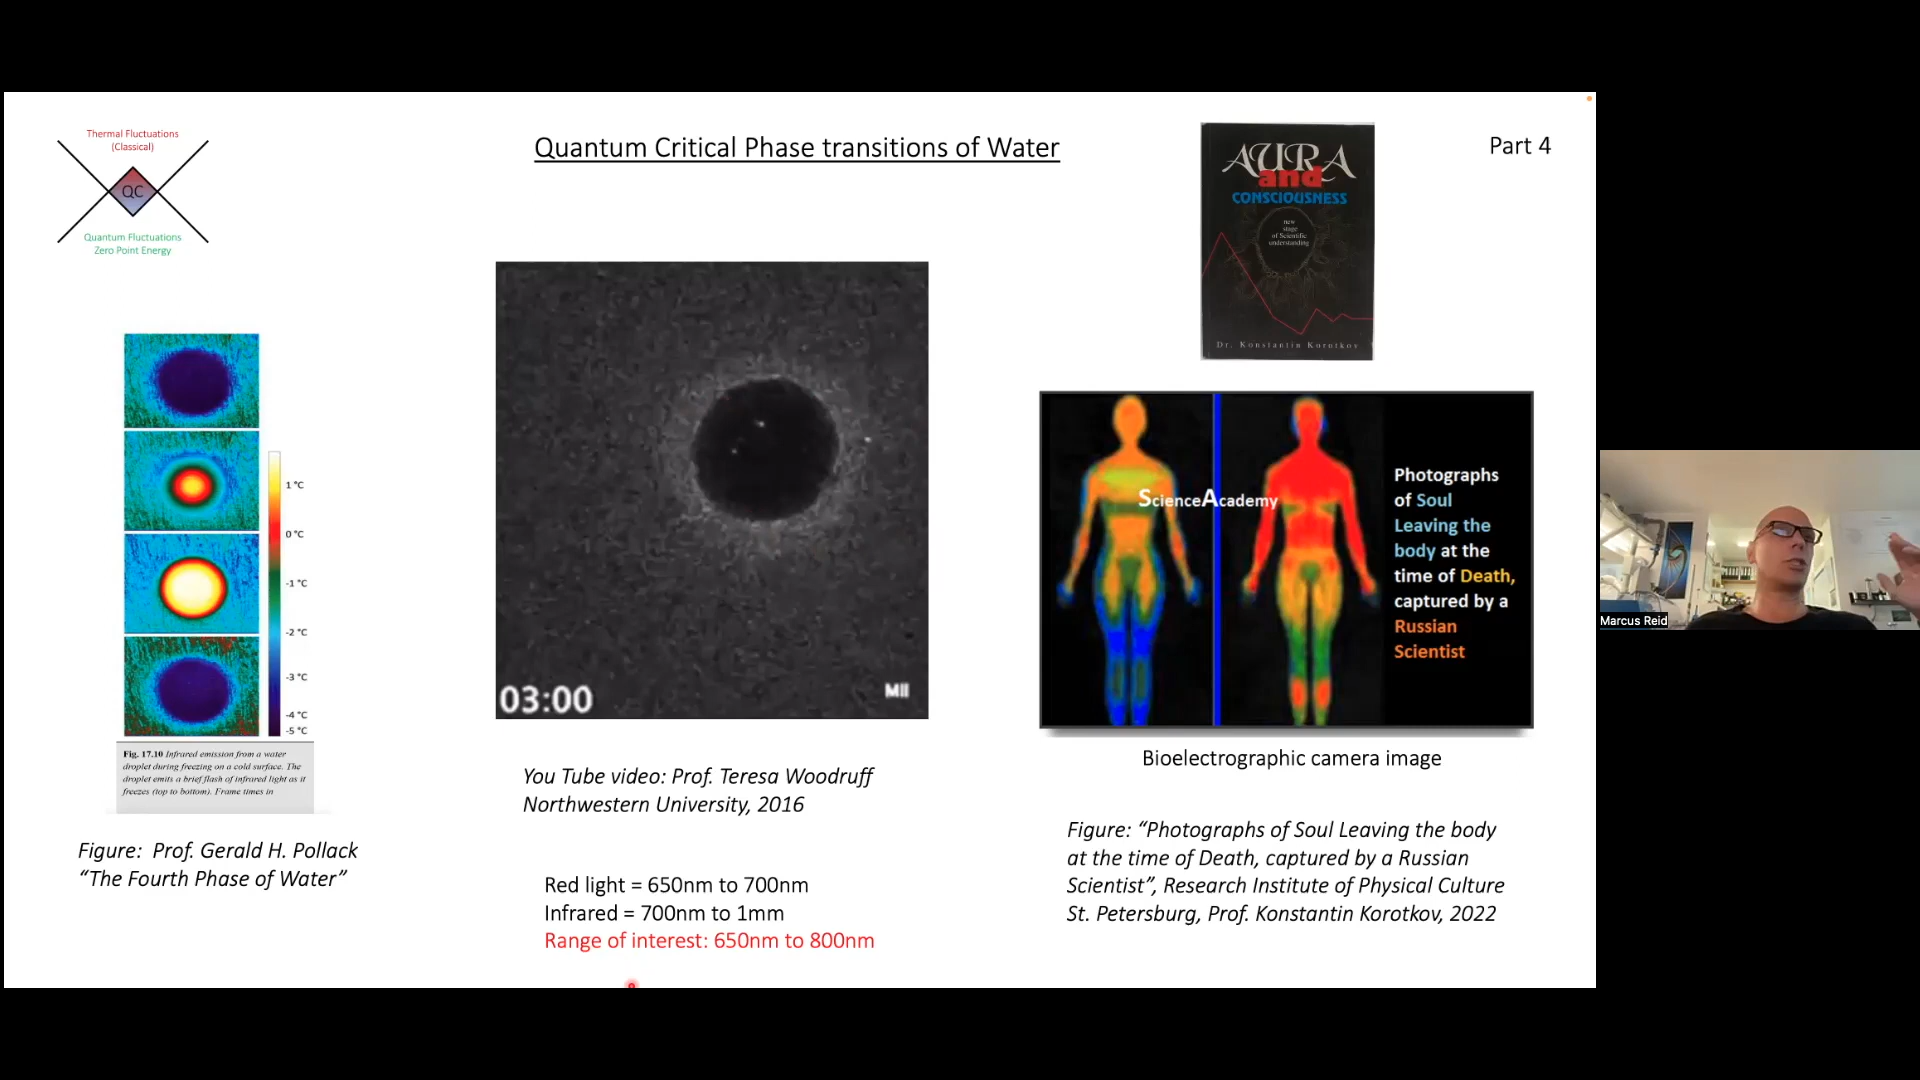 Thermal Fluctuations
(Classical)
QC
Quantum Fluctuations
Zero Point Energy
Quantum Critical Phase transitions of Water
Part 4
AURA
and
CONSCIOUSNESS
new
stage
of Scientific
understanding
Dr. Konstantin Korotkov
1 °C
0 °C
-1 °C
-2 °C
-3 °C
-4 °C
-5 °C
Fig. 17.10 Infrared emission from a water
droplet during freezing on a cold surface. The
droplet emits a brief flash of infrared light as it
freezes (top to bottom). Frame times in
Figure: Prof. Gerald H. Pollack
“The Fourth Phase of Water”
03:00
MII
You Tube video: Prof. Teresa Woodruff
Northwestern University, 2016
Red light = 650nm to 700nm
Infrared = 700nm to 1mm
Range of interest: 650nm to 800nm
ScienceAcademy
Photographs
of Soul
Leaving the
body at the
time of Death,
captured by a
Russian
Scientist
Bioelectrographic camera image
Figure: “Photographs of Soul Leaving the body
at the time of Death, captured by a Russian
Scientist”, Research Institute of Physical Culture
St. Petersburg, Prof. Konstantin Korotkov, 2022
Marcus Reid